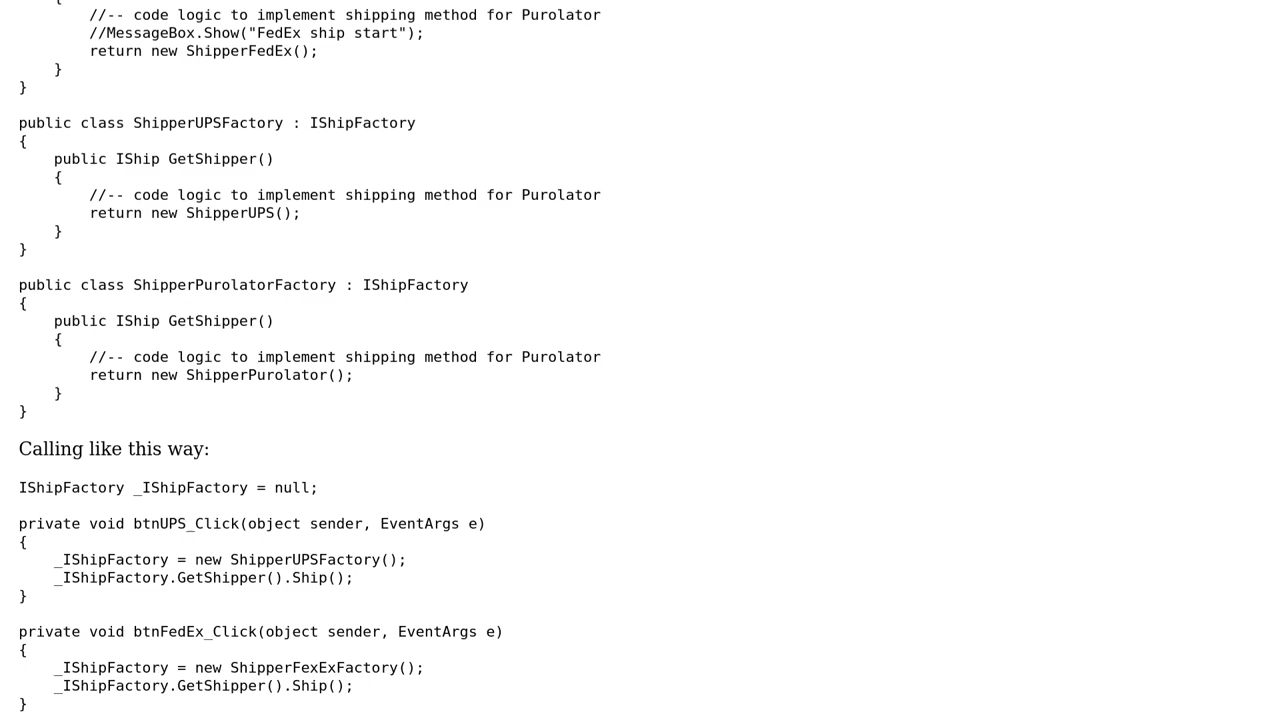 {
        //-- code logic to implement shipping method for Purolator
        //MessageBox.Show("FedEx ship start");
        return new ShipperFedEx();
    }
}

public class ShipperUPSFactory : IShipFactory
{
    public IShip GetShipper()
    {
        //-- code logic to implement shipping method for Purolator
        return new ShipperUPS();
    }
}

public class ShipperPurolatorFactory : IShipFactory
{
    public IShip GetShipper()
    {
        //-- code logic to implement shipping method for Purolator
        return new ShipperPurolator();
    }
}
Calling like this way:
IShipFactory _IShipFactory = null;

private void btnUPS_Click(object sender, EventArgs e)
{
    _IShipFactory = new ShipperUPSFactory();
    _IShipFactory.GetShipper().Ship();
}

private void btnFedEx_Click(object sender, EventArgs e)
{
    _IShipFactory = new ShipperFexExFactory();
    _IShipFactory.GetShipper().Ship();
}